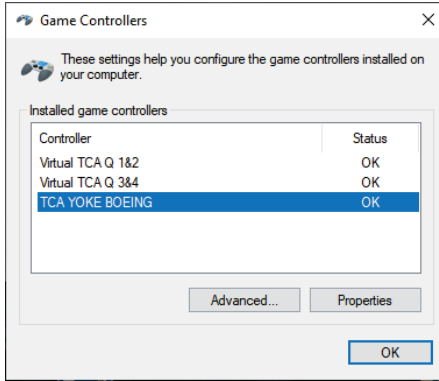 Game Controllers
These settings help you configure the game controllers installed on
your computer.
Installed game controllers
Controller Status
Virtual TCA Q 1&2 OK
Virtual TCA Q 3&4 OK
TCA YOKE BOEING OK
Advanced... Properties
OK